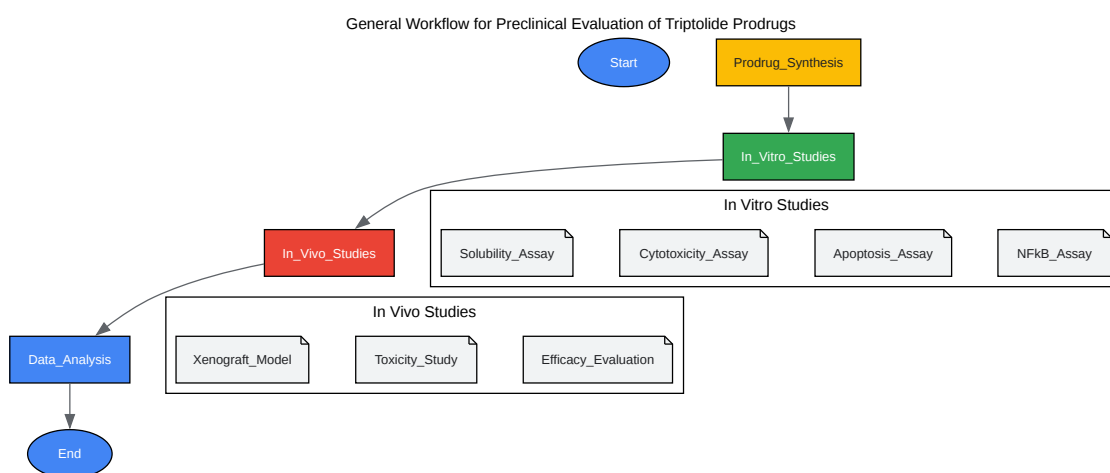 General Workflow for Preclinical Evaluation of Triptolide Prodrugs
Start
Prodrug_Synthesis
In_Vitro_Studies
In Vitro Studies
Solubility_Assay
Cytotoxicity_Assay
Apoptosis_Assay
NFkB_Assay
In_Vivo_Studies
In Vivo Studies
Xenograft_Model
Toxicity_Study
Efficacy_Evaluation
Data_Analysis
End